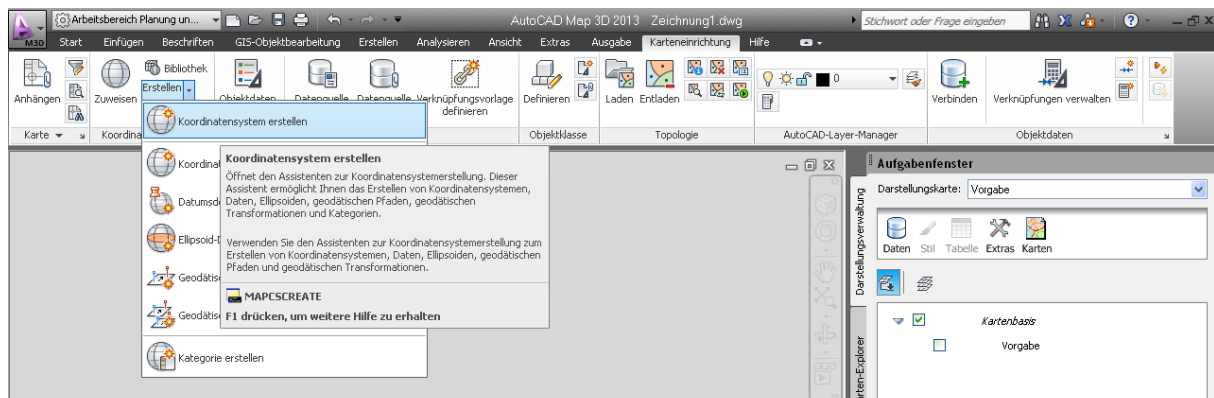 Arbeitsbereich Planung un...
AutoCAD Map 3D 2013 Zeichnung1.dwg
Stichwort oder Frage eingeben
M3D Start Einfügen Beschriften GIS-Objektbearbeitung Erstellen Analysieren Ansicht Extras Ausgabe Karteneinrichtung Hilfe
Anhängen
Zuweisen
Bibliothek
Erstellen
Objektdaten Datenquelle Datenquelle Verknüpfungsvorlage
definieren
Definieren
Laden Entladen
0
Verbinden
Verknüpfungen verwalten
Karte Koordina Objektklasse Topologie AutoCAD-Layer-Manager Objektdaten
Koordinatensystem erstellen
Koordinat
Datumsd
Ellipsoid-D
Geodätis
Geodätis
Kategorie erstellen
Koordinatensystem erstellen
Öffnet den Assistenten zur Koordinatensystemerstellung. Dieser
Assistent ermöglicht Ihnen das Erstellen von Koordinatensystemen,
Daten, Ellipsoiden, geodätischen Pfaden, geodätischen
Transformationen und Kategorien.
Verwenden Sie den Assistenten zur Koordinatensystemerstellung zum
Erstellen von Koordinatensystemen, Daten, Ellipsoiden, geodätischen
Pfaden und geodätischen Transformationen.
MAPCSCREATE
F1 drücken, um weitere Hilfe zu erhalten
Aufgabenfenster
Darstellungskarte: Vorgabe
Daten Stil Tabelle Extras Karten
Darstellungsverwaltung
Kartenbasis
Vorgabe
rten-Explorer